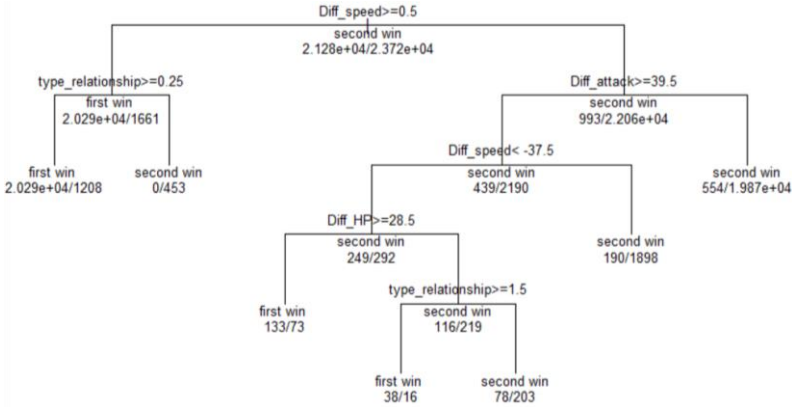 Diff_speed>=0.5
second win
2.128e+04/2.372e+04
type_relationship>=0.25
first win
2.029e+04/1661
Diff_attack>=39.5
second win
993/2.206e+04
first win
2.029e+04/1208
second win
0/453
Diff_speed< -37.5
second win
439/2190
second win
554/1.987e+04
Diff_HP>=28.5
second win
249/292
second win
190/1898
first win
133/73
type_relationship>=1.5
second win
116/219
first win
38/16
second win
78/203